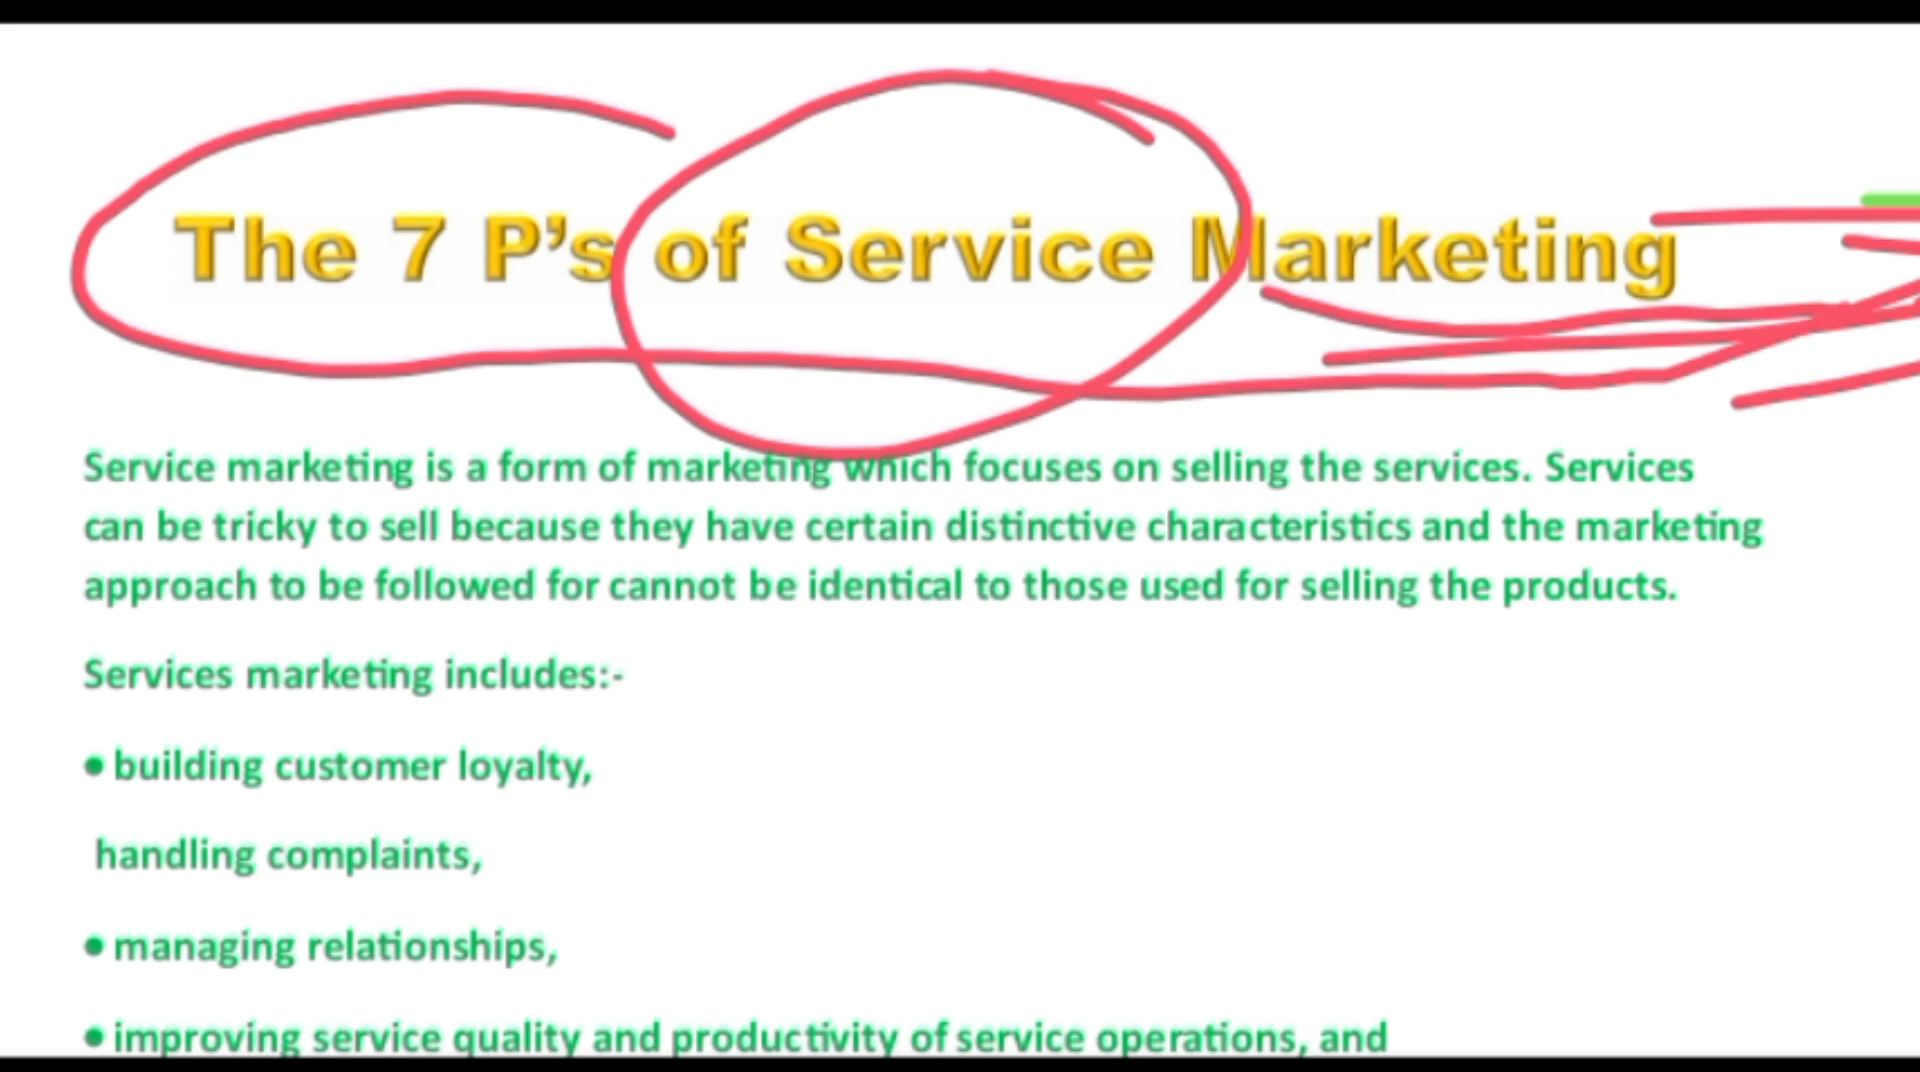 The 7 P’s of Service Marketing
Service marketing is a form of marketing which focuses on selling the services. Services
can be tricky to sell because they have certain distinctive characteristics and the marketing
approach to be followed for cannot be identical to those used for selling the products.
Services marketing includes:-
• building customer loyalty,
handling complaints,
• managing relationships,
• improving service quality and productivity of service operations, and